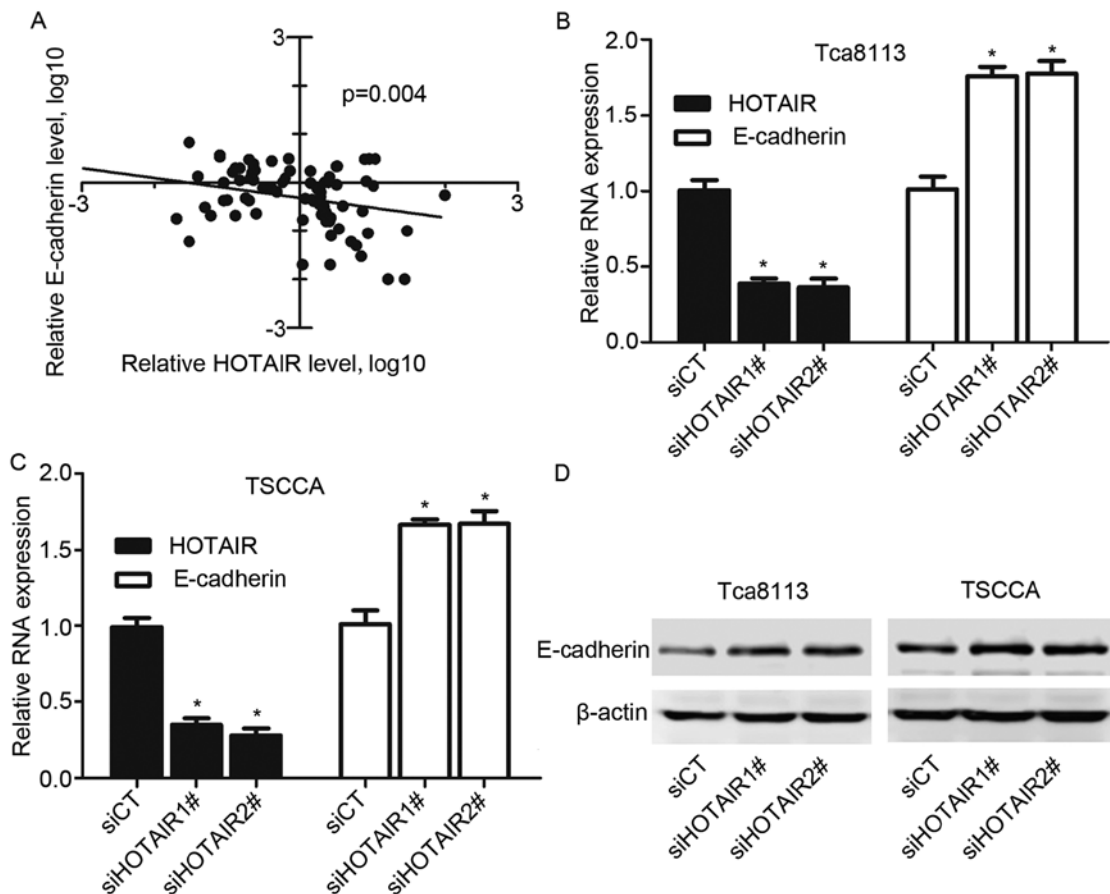 A
Relative E-cadherin level, log10
3
p=0.004
-3
3
-3
Relative HOTAIR level, log10
B
Tca8113
Relative RNA expression
2.0
1.5
1.0
0.5
0.0
HOTAIR
E-cadherin
*
*
*
*
siCT
siHOTAIR1#
siHOTAIR2#
siCT
siHOTAIR1#
siHOTAIR2#
C
TSCCA
Relative RNA expression
2.0
1.5
1.0
0.5
0.0
HOTAIR
E-cadherin
*
*
*
*
siCT
siHOTAIR1#
siHOTAIR2#
siCT
siHOTAIR1#
siHOTAIR2#
D
Tca8113
TSCCA
E-cadherin
β-actin
siCT
siHOTAIR1#
siHOTAIR2#
siCT
siHOTAIR1#
siHOTAIR2#